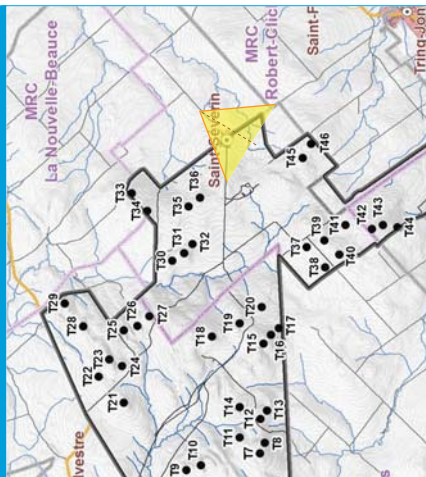 MRC
La Nouvelle-Beauce
T29
T28
lvestre
T22
T23
T21
T25
T24
T26
T33
T34
T27
T30
T31
T35
T9
T10
T32
T36
T18
Saint-Séverin
T11
T14
T19
T7
T12
T15
T20
MRC
T8
T13
T16
T17
Robert-Clic
T45
T37
Saint-F
T38
T39
T46
T40
T41
T42
T43
s
T44
Tring-Jon